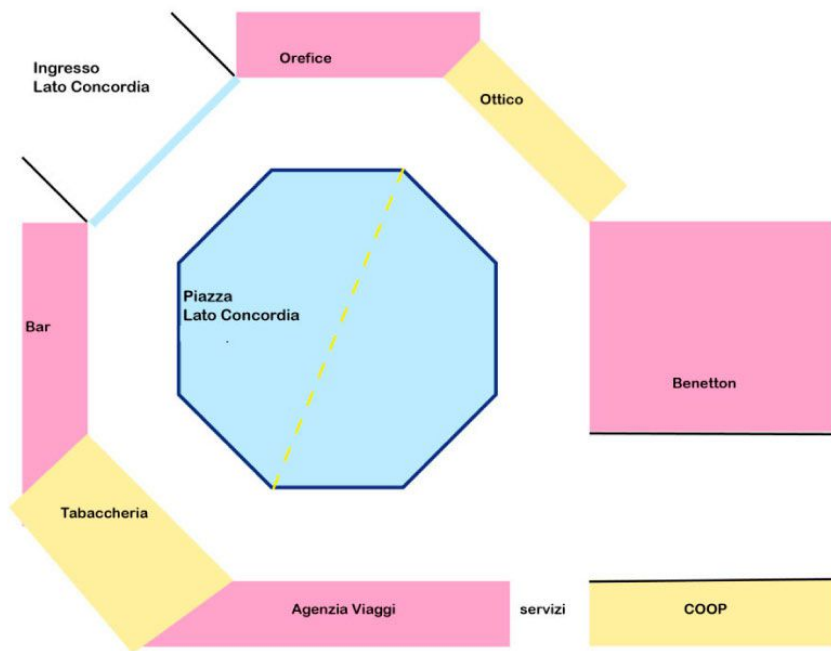 Orefice
Ingresso
Lato Concordia
Ottico
Piazza
Lato Concordia
Bar
Benetton
Tabaccheria
Agenzia Viaggi
servizi
COOP